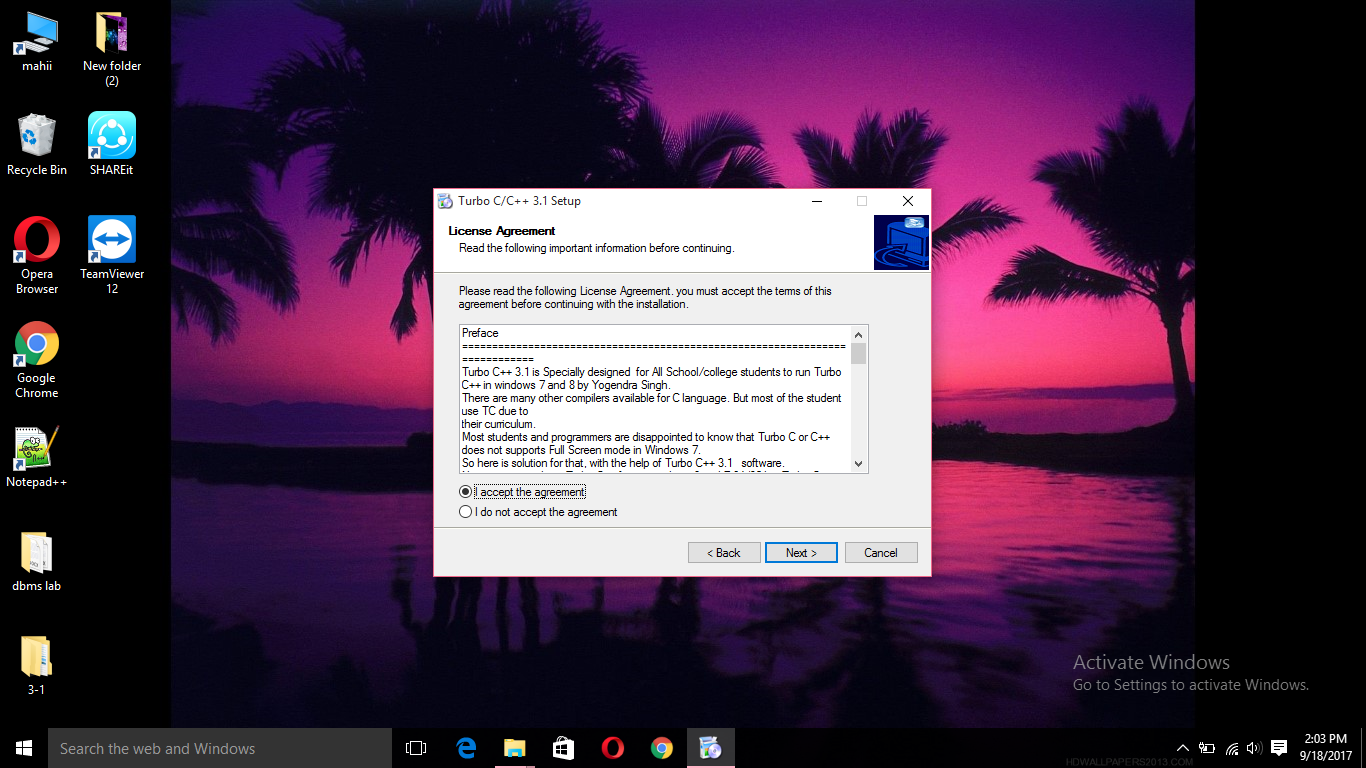 mahii
New folder
(2)
Recycle Bin
SHAREit
Opera
Browser
TeamViewer
12
Google
Chrome
Notepad++
dbms lab
3-1
Turbo C/C++ 3.1 Setup
License Agreement
Read the following important information before continuing.
Please read the following License Agreement. you must accept the terms of this
agreement before continuing with the installation.
Preface
================================================================
============
Turbo C++ 3.1 is Specially designed for All School/college students to run Turbo
C++ in windows 7 and 8 by Yogendra Singh.
There are many other compilers available for C language. But most of the student
use TC due to
their curriculum.
Most students and programmers are disappointed to know that Turbo C or C++
does not supports Full Screen mode in Windows 7.
So here is solution for that, with the help of Turbo C++ 3.1 software.
I accept the agreement
I do not accept the agreement
< Back
Next >
Cancel
Activate Windows
Go to Settings to activate Windows.
Search the web and Windows
2:03 PM
9/18/2017
HDWALLPAPERS2013.COM